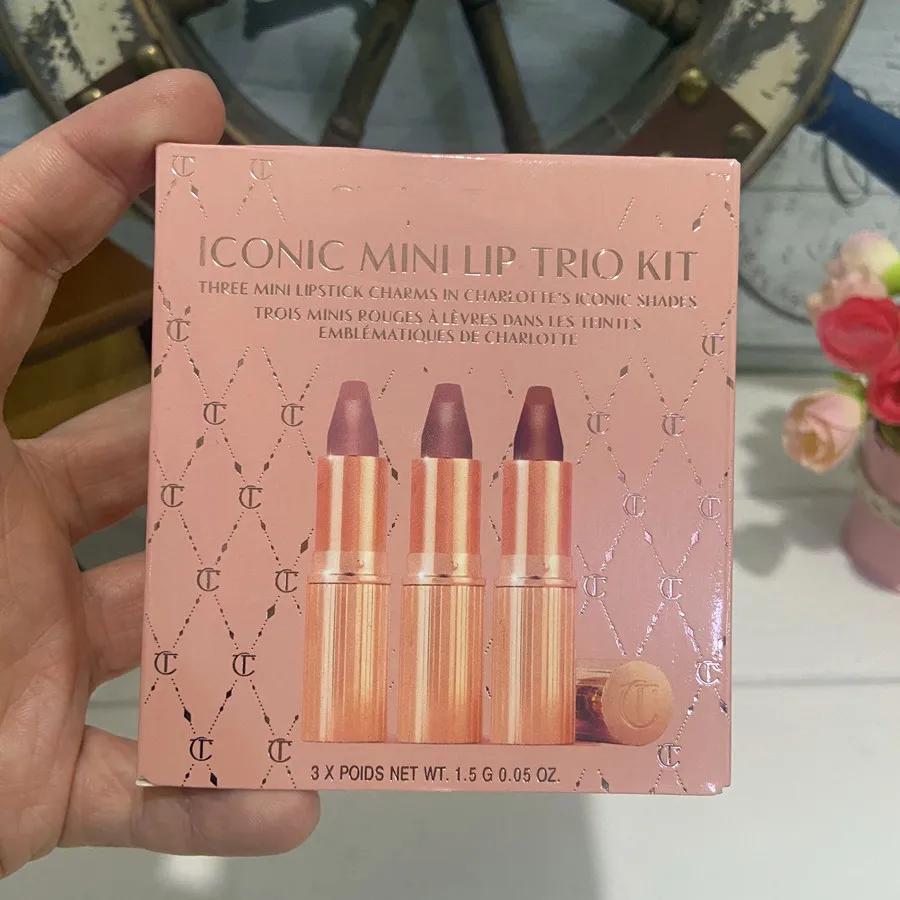 ICONIC MINI LIP TRIO KIT
THREE MINI LIPSTICK CHARMS IN CHARLOTTE'S ICONIC SHADES
TROIS MINIS ROUGES À LÈVRES DANS LES TEINTES
EMBLÉMATIQUES DE CHARLOTTE
3 X POIDS NET WT. 1.5 G 0.05 OZ.